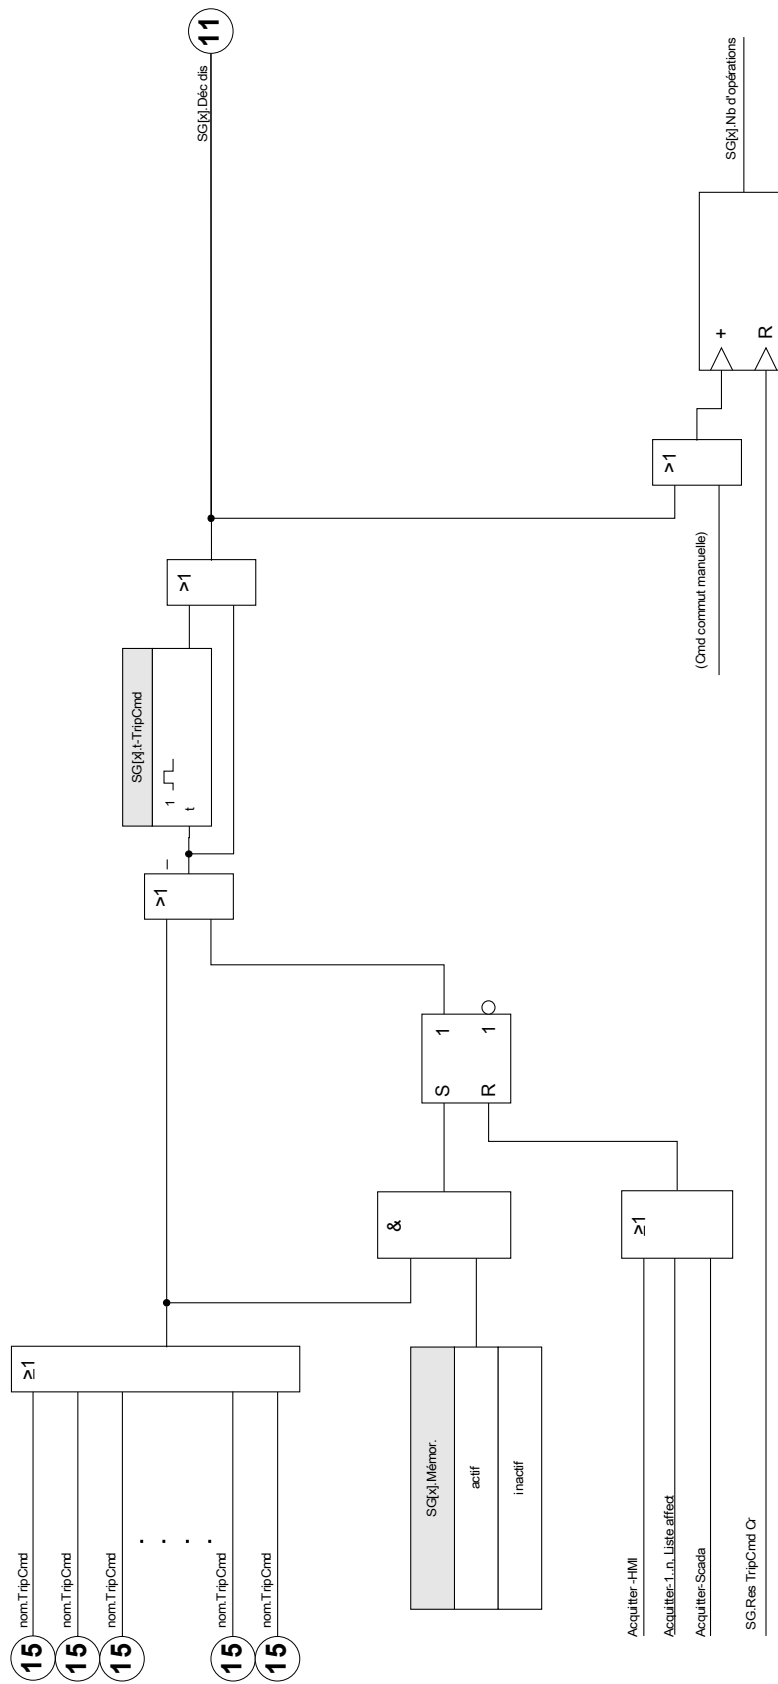 15
nom.TripCmd
15
nom.TripCmd
15
nom.TripCmd
. . . .
15
nom.TripCmd
15
nom.TripCmd
≥1
SG[x].Mémor.
actif
inactif
&
Acquitter -HMI
Acquitter-1..n, Liste affect
Acquitter-Scada
≥1
S
1
R
1
>1
SG[x].t-TripCmd
1
t
>1
SG[x].Déc dis
11
(Cmd commut manuelle)
>1
SG.Res TripCmd Cr
+
R
SG[x].Nb d'opérations